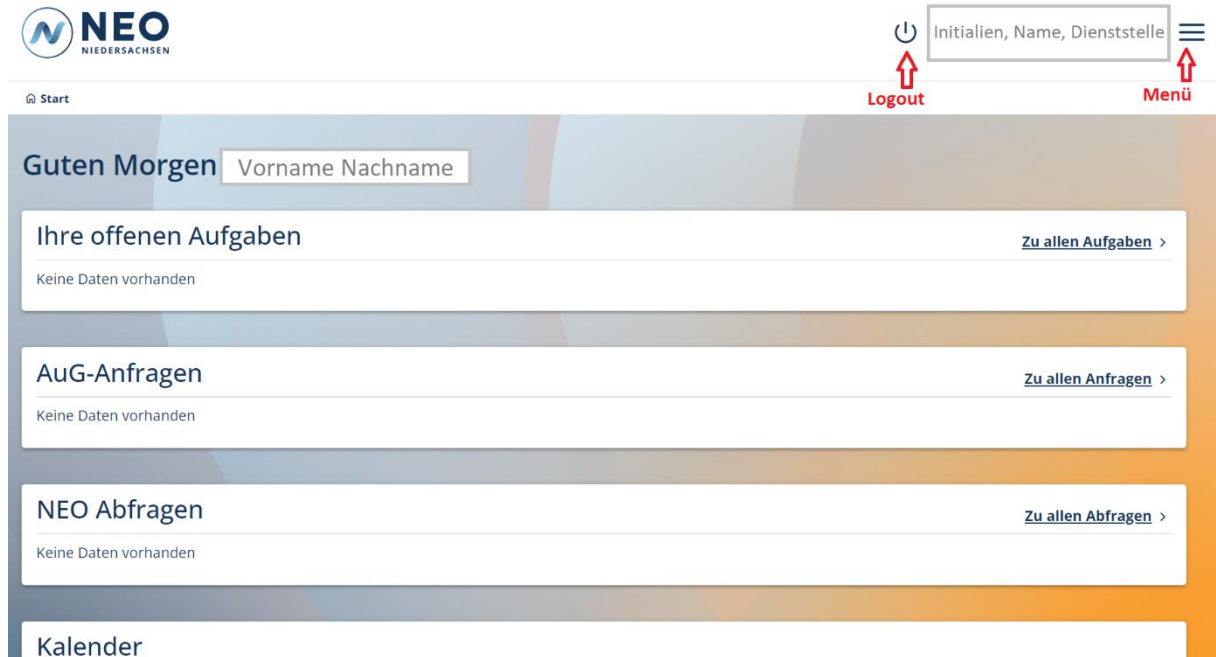 NEO
NIEDERSACHSEN
Initialien, Name, Dienststelle
Start
Logout
Menü
Guten Morgen Vorname Nachname
Ihre offenen Aufgaben
Zu allen Aufgaben >
Keine Daten vorhanden
AuG-Anfragen
Zu allen Anfragen >
Keine Daten vorhanden
NEO Abfragen
Zu allen Abfragen >
Keine Daten vorhanden
Kalender